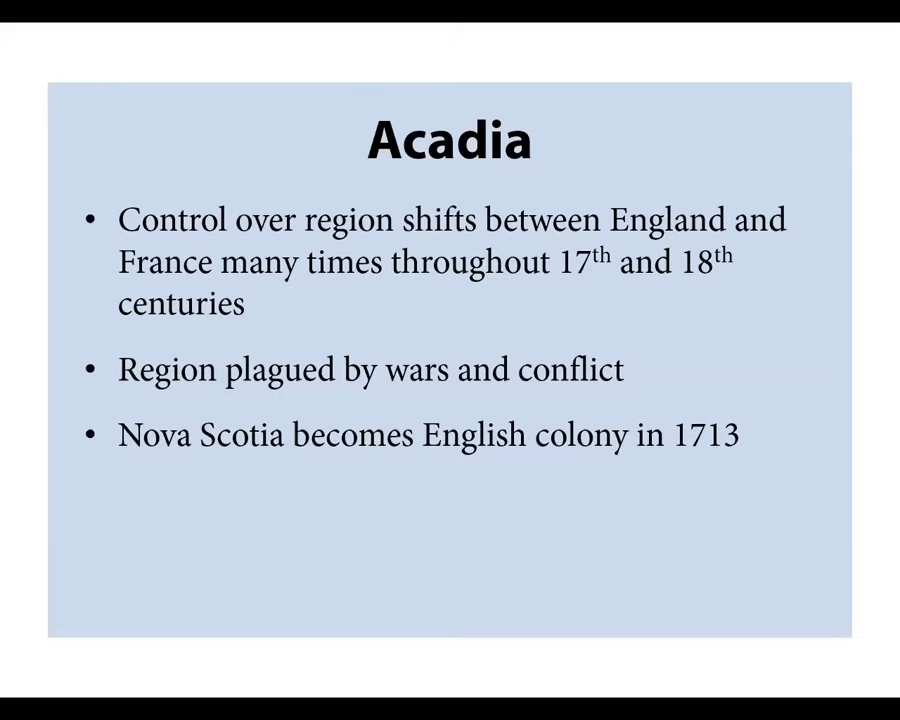 Acadia
• Control over region shifts between England and
France many times throughout 17th and 18th
centuries
• Region plagued by wars and conflict
• Nova Scotia becomes English colony in 1713